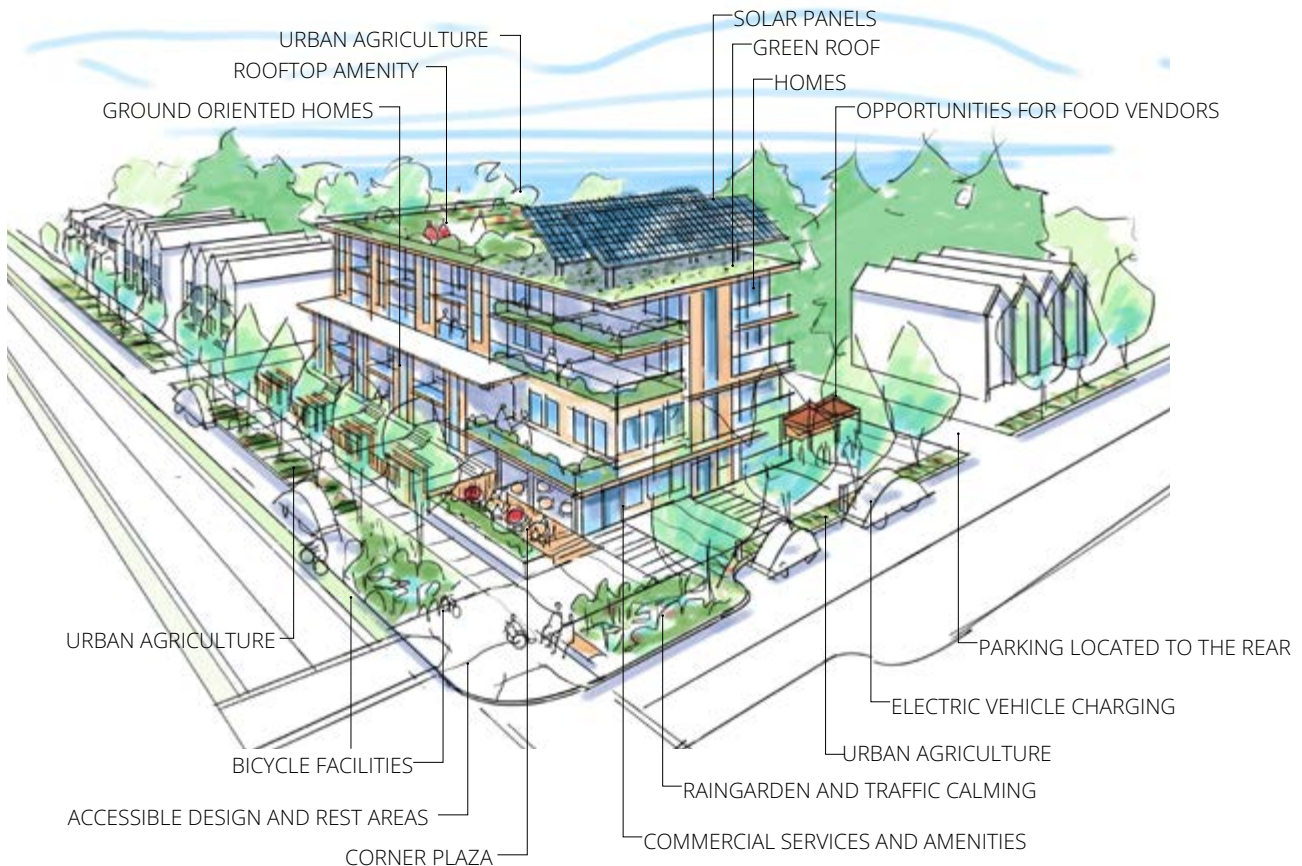 SOLAR PANELS
URBAN AGRICULTURE
GREEN ROOF
ROOFTOP AMENITY
HOMES
GROUND ORIENTED HOMES
OPPORTUNITIES FOR FOOD VENDORS
URBAN AGRICULTURE
PARKING LOCATED TO THE REAR
ELECTRIC VEHICLE CHARGING
URBAN AGRICULTURE
BICYCLE FACILITIES
RAINGARDEN AND TRAFFIC CALMING
ACCESSIBLE DESIGN AND REST AREAS
COMMERCIAL SERVICES AND AMENITIES
CORNER PLAZA